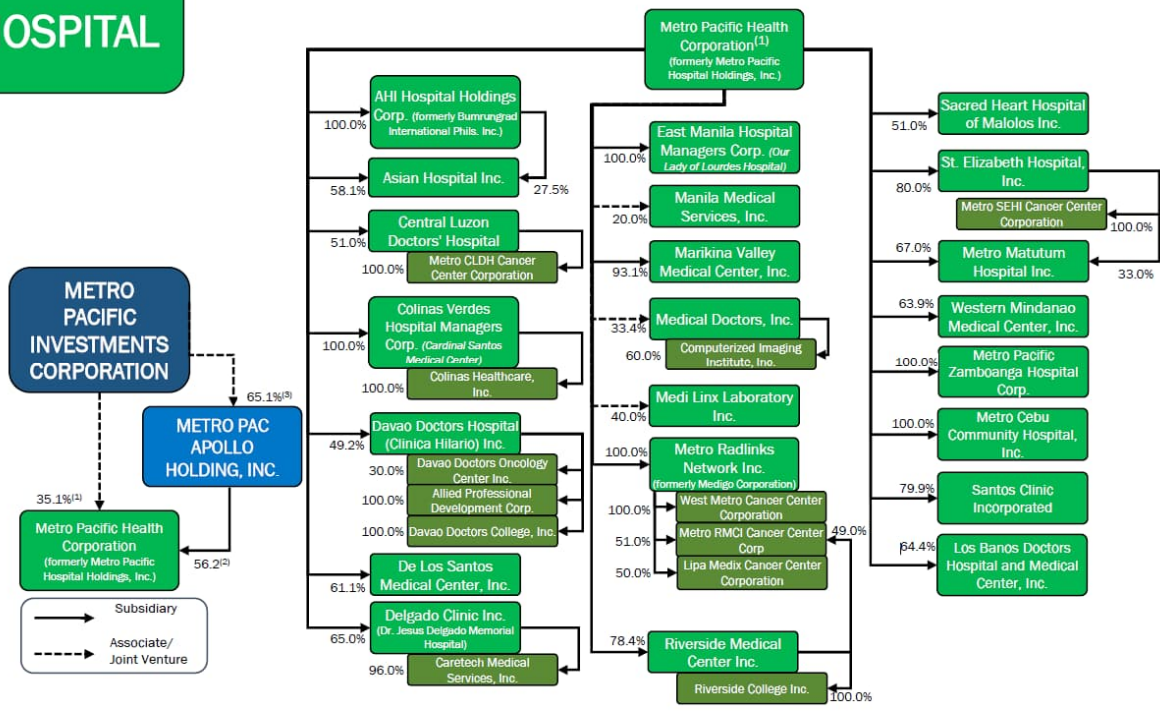 OSPITAL
METRO
PACIFIC
INVESTMENTS
CORPORATION
65.1%(3)
METRO PAC
APOLLO
HOLDING, INC.
35.1%(1)
Metro Pacific Health
Corporation
(formerly Metro Pacific
Hospital Holdings, Inc.)
56.2(2)
Subsidiary
Associate/
Joint Venture
Metro Pacific Health
Corporation(1)
(formerly Metro Pacific
Hospital Holdings, Inc.)
AHI Hospital Holdings
Corp. (formerly Bumrungrad
International Phils. Inc.)
100.0%
Asian Hospital Inc.
58.1%
27.5%
Central Luzon
Doctors' Hospital
51.0%
Metro CLDH Cancer
Center Corporation
100.0%
Colinas Verdes
Hospital Managers
Corp. (Cardinal Santos
Medical Center)
100.0%
Colinas Healthcare,
Inc.
100.0%
Davao Doctors Hospital
(Clinica Hilario) Inc.
49.2%
Davao Doctors Oncology
Center Inc.
30.0%
Allied Professional
Development Corp.
100.0%
Davao Doctors College, Inc.
100.0%
De Los Santos
Medical Center, Inc.
61.1%
Delgado Clinic Inc.
(Dr. Jesus Delgado Memorial
Hospital)
65.0%
Caretech Medical
Services, Inc.
96.0%
East Manila Hospital
Managers Corp. (Our
Lady of Lourdes Hospital)
100.0%
Manila Medical
Services, Inc.
20.0%
Marikina Valley
Medical Center, Inc.
93.1%
Medical Doctors, Inc.
33.4%
Computerized Imaging
Institute, Inc.
60.0%
Medi Linx Laboratory
Inc.
40.0%
Metro Radlinks
Network Inc.
(formerly Medigo Corporation)
100.0%
West Metro Cancer Center
Corporation
100.0%
Metro RMCI Cancer Center
Corp
51.0%
49.0%
Lipa Medix Cancer Center
Corporation
50.0%
Riverside Medical
Center Inc.
78.4%
Riverside College Inc.
100.0%
Sacred Heart Hospital
of Malolos Inc.
51.0%
St. Elizabeth Hospital,
Inc.
80.0%
Metro SEHI Cancer Center
Corporation
100.0%
Metro Matutum
Hospital Inc.
67.0%
33.0%
Western Mindanao
Medical Center, Inc.
63.9%
Metro Pacific
Zamboanga Hospital
Corp.
100.0%
Metro Cebu
Community Hospital,
Inc.
100.0%
Santos Clinic
Incorporated
79.9%
Los Banos Doctors
Hospital and Medical
Center, Inc.
64.4%